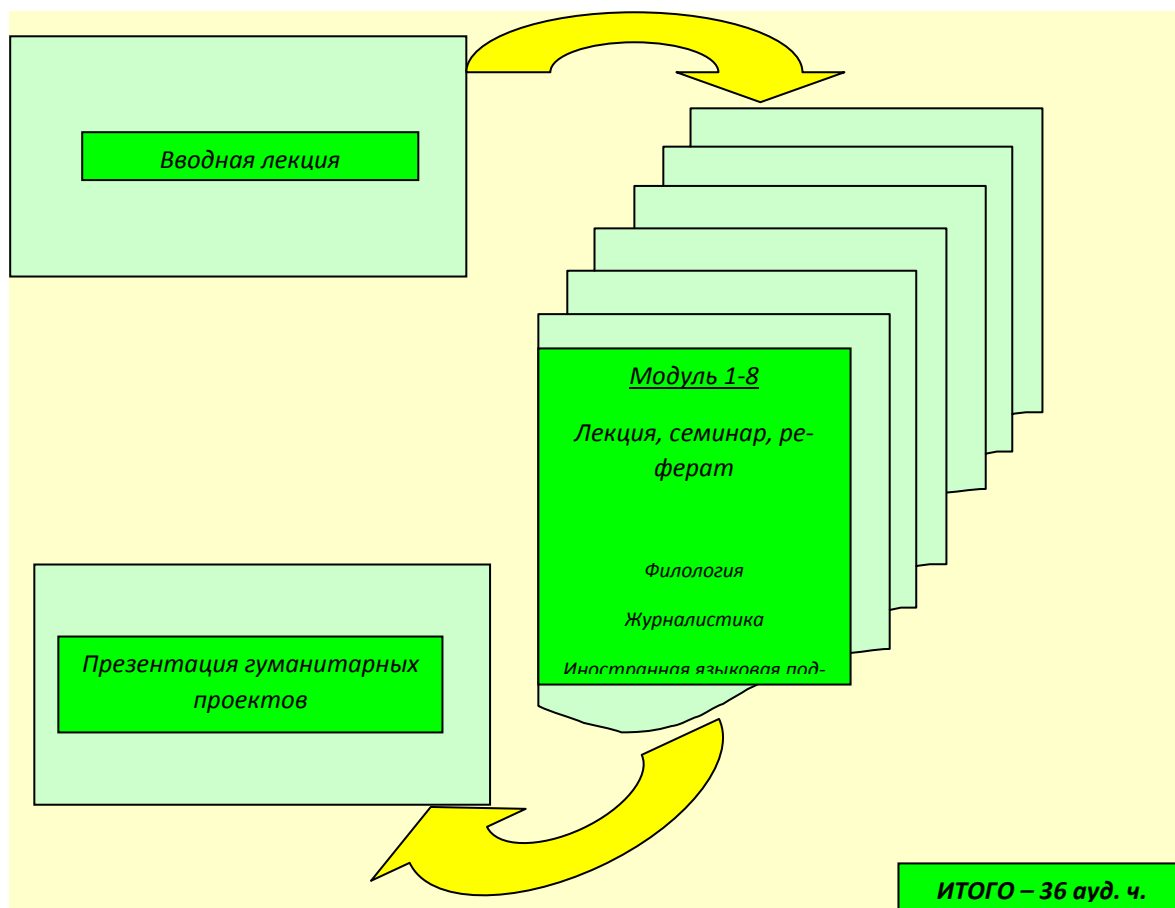 Вводная лекция
Модуль 1-8
Лекция, семинар, ре-
ферат
Филология
Журналистика
Иностранная языковая под-
Презентация гуманитарных
проектов
ИТОГО – 36 ауд. ч.